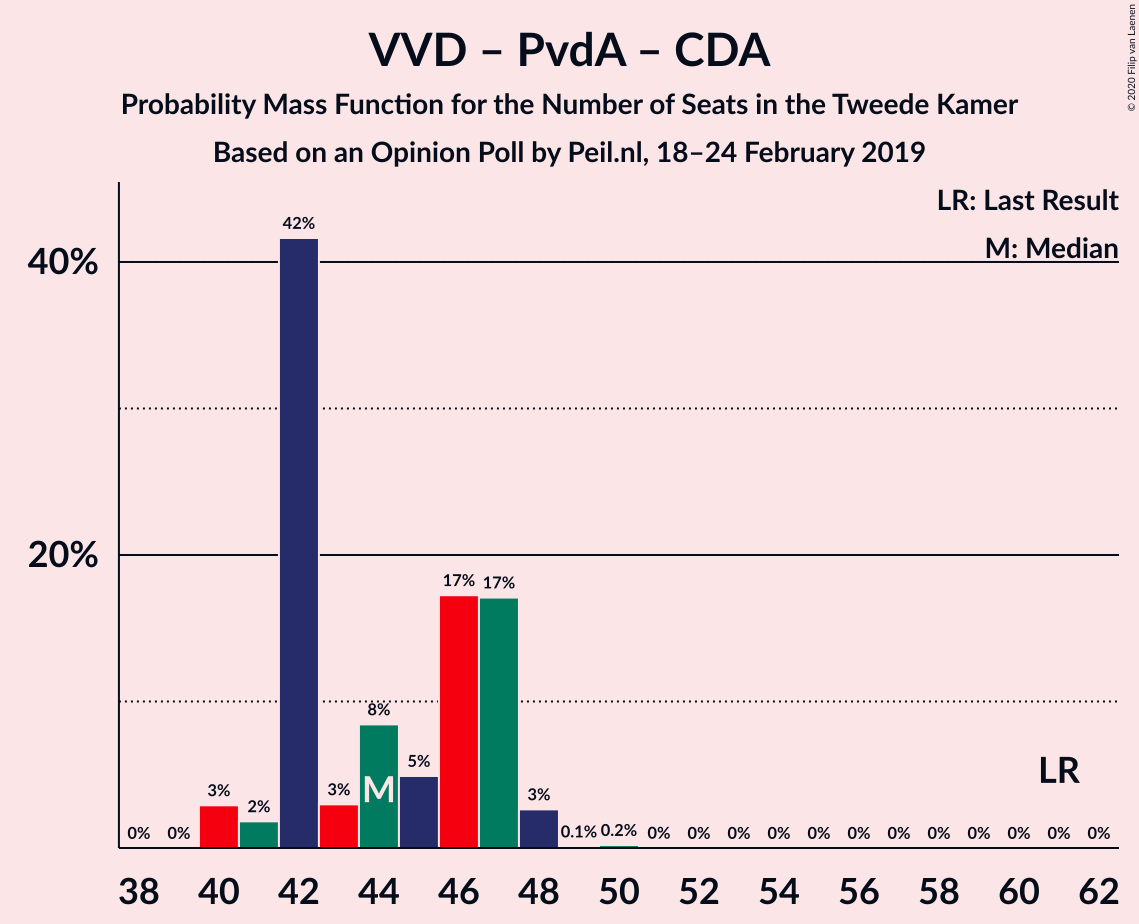 VVD – PvdA – CDA
Probability Mass Function for the Number of Seats in the Tweede Kamer
Based on an Opinion Poll by Peil.nl, 18–24 February 2019
© 2020 Filip van Laenen
LR: Last Result
M: Median
40%
20%
0% 0% 3% 2% 42% 3% 8% 5% 17% 17% 3% 0.1% 0.2% 0% 0% 0% 0% 0% 0% 0% 0% 0% 0% 0% 0%
M
LR
38 40 42 44 46 48 50 52 54 56 58 60 62